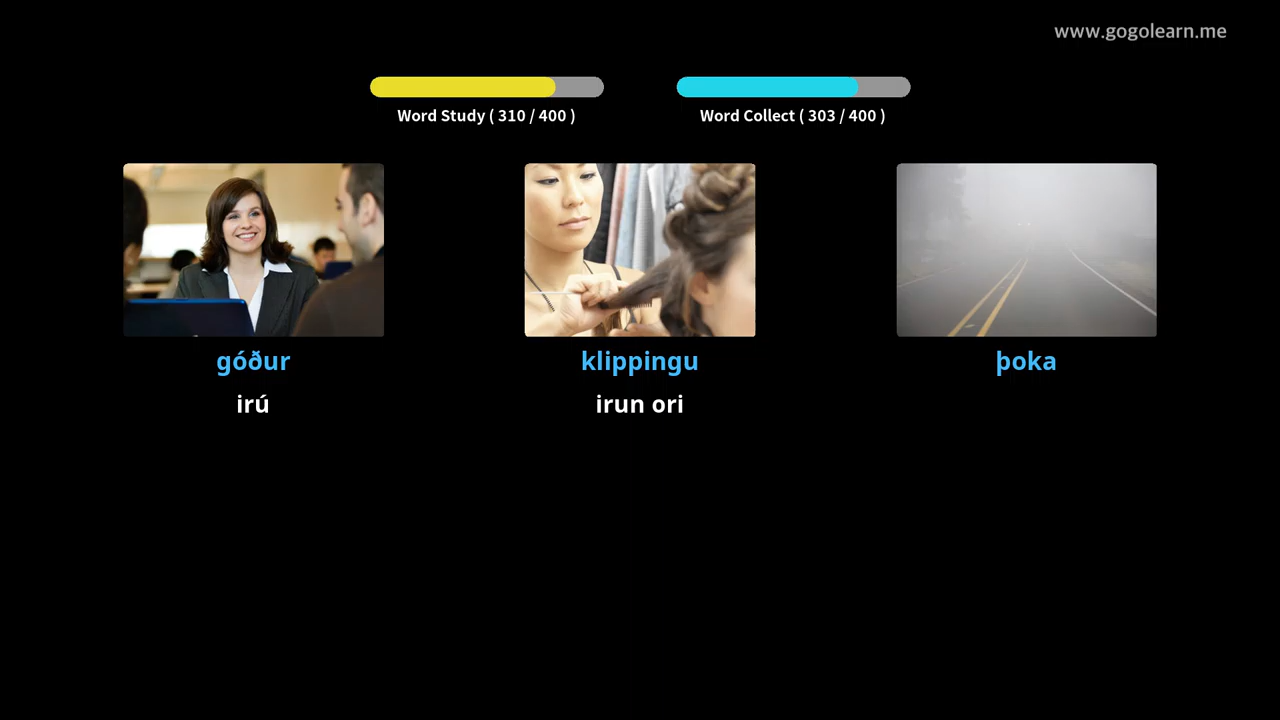 www.gogolearn.me
Word Study ( 310 / 400 )
Word Collect ( 303 / 400 )
góður
klippingu
þoka
irú
irun ori